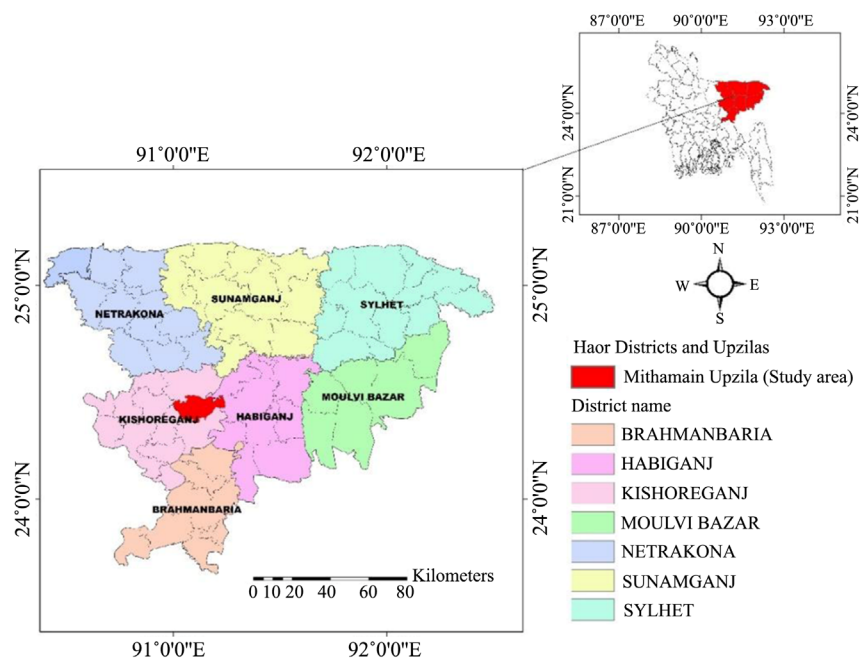 87°0'0"E 90°0'0"E 93°0'0"E
24°0'0"N 24°0'0"N
21°0'0"N 21°0'0"N
87°0'0"E 90°0'0"E 93°0'0"E
91°0'0"E 92°0'0"E
25°0'0"N 25°0'0"N
24°0'0"N 24°0'0"N
91°0'0"E 92°0'0"E
NETRAKONA
SUNAMGANJ
SYLHET
KISHOREGANJ
HABIGANJ
MOULVI BAZAR
BRAHMANBARIA
Kilometers
0 10 20 40 60 80
N
W E
S
Haor Districts and Upzilas
Mithamain Upzila (Study area)
District name
BRAHMANBARIA
HABIGANJ
KISHOREGANJ
MOULVI BAZAR
NETRAKONA
SUNAMGANJ
SYLHET